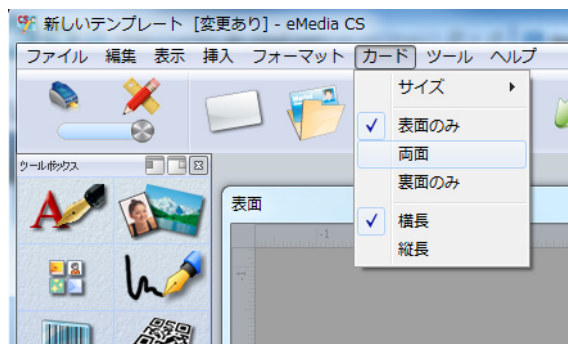 新しいテンプレート [変更あり] - eMedia CS
ファイル 編集 表示 挿入 フォーマット カード ツール ヘルプ
サイズ
表面のみ
両面
裏面のみ
横長
縦長
ツールボックス
表面
-1